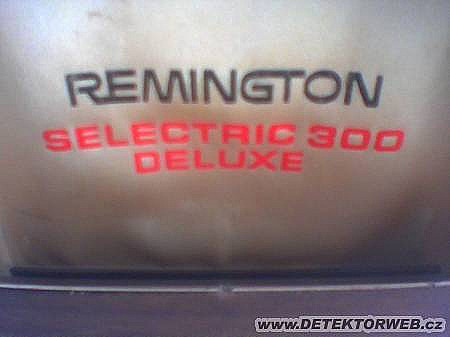 REMINGTON
SELECTRIC 300
DELUXE
www.DETEKTORWEB.cz